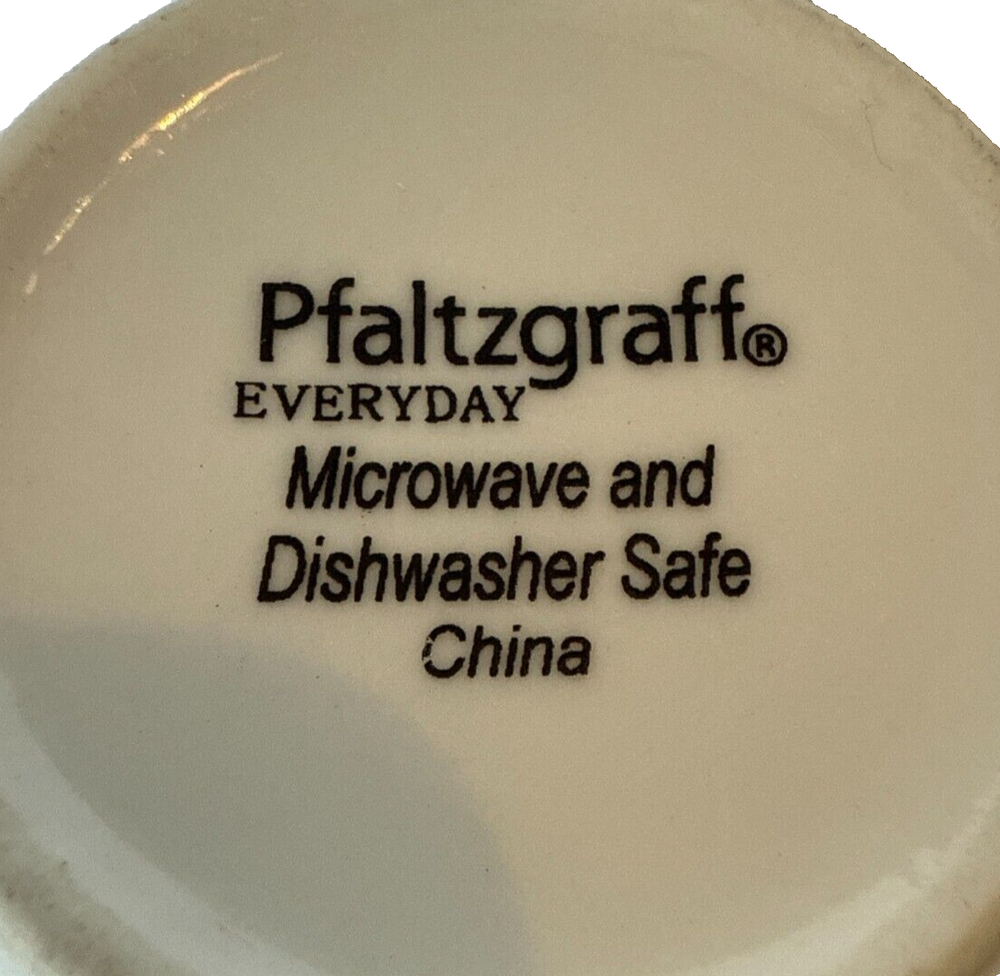 Pfaltzgraff®
EVERYDAY
Microwave and
Dishwasher Safe
China